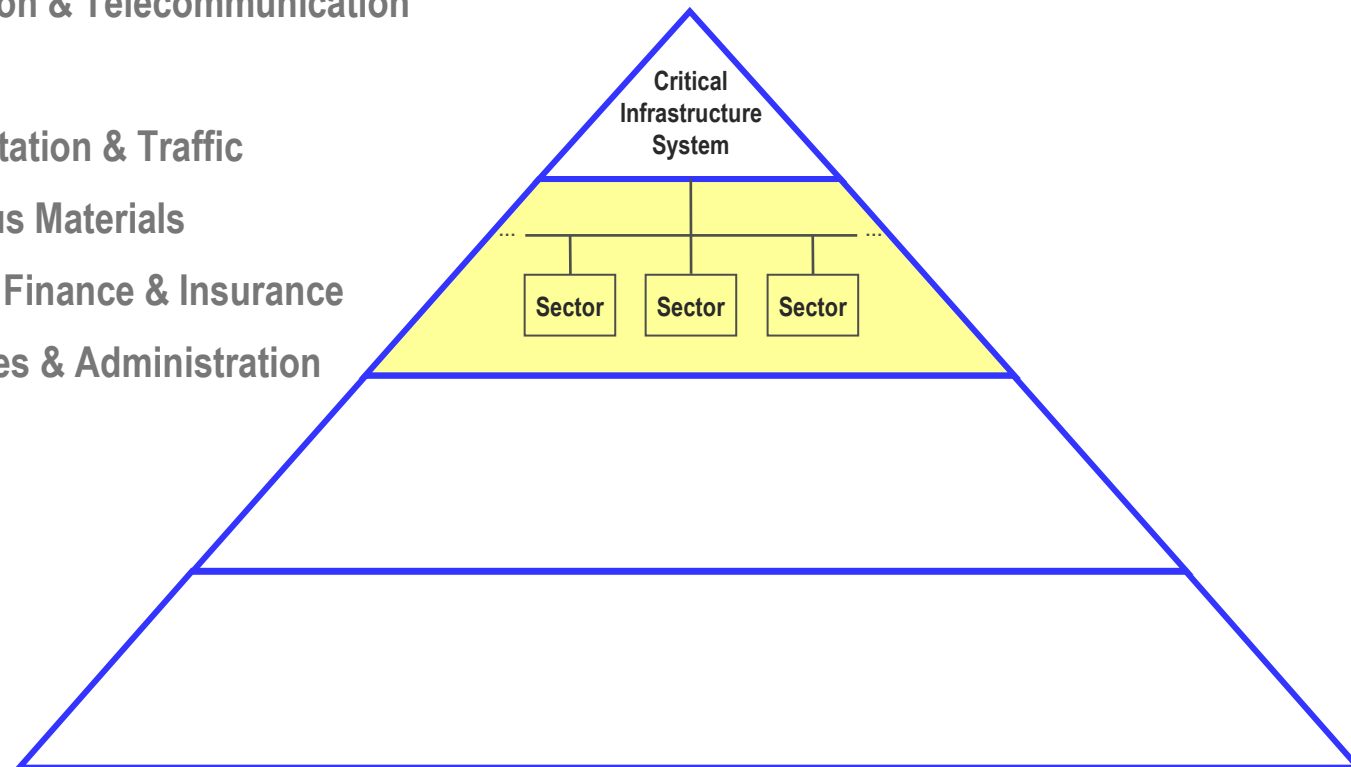 on & Telecommunication
tation & Traffic
us Materials
Finance & Insurance
es & Administration
Critical
Infrastructure
System
... ...
Sector Sector Sector